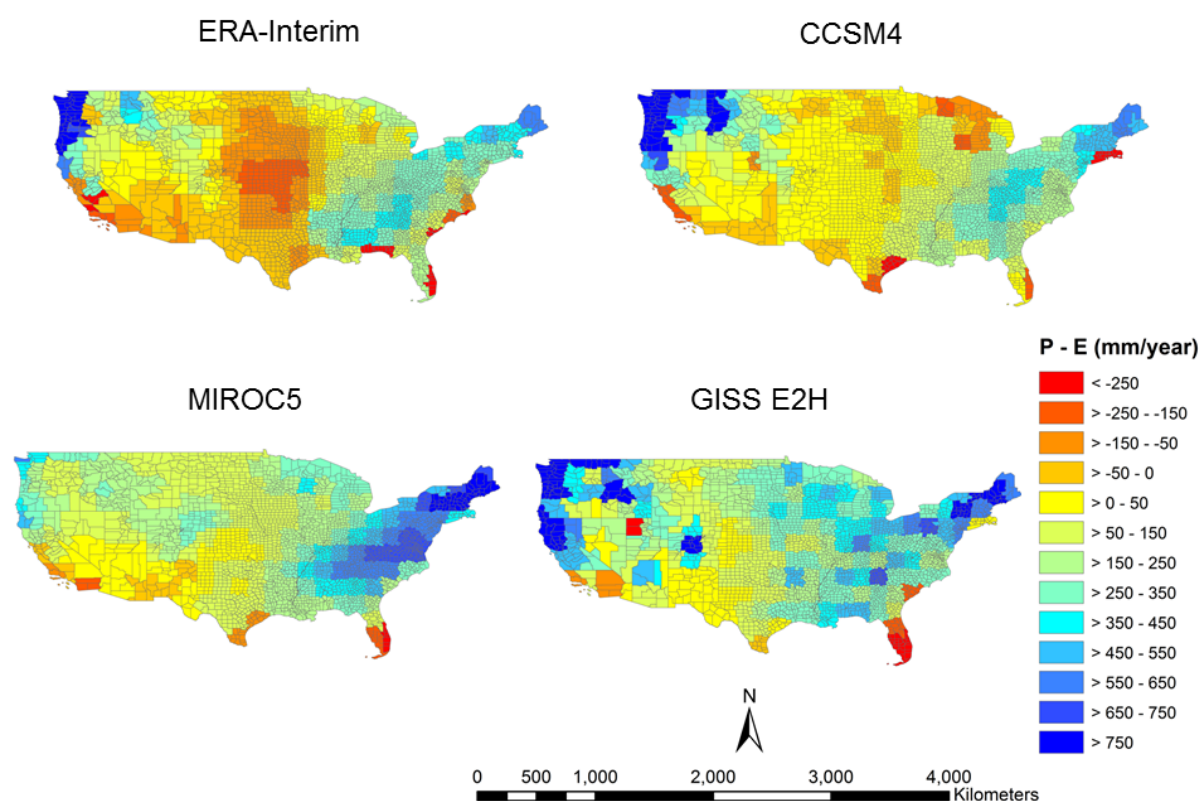 ERA-Interim
CCSM4
MIROC5
GISS E2H
P - E (mm/year)
< -250
> -250 - -150
> -150 - -50
> -50 - 0
> 0 - 50
> 50 - 150
> 150 - 250
> 250 - 350
> 350 - 450
> 450 - 550
> 550 - 650
> 650 - 750
> 750
N
0 500 1,000 2,000 3,000 4,000
Kilometers